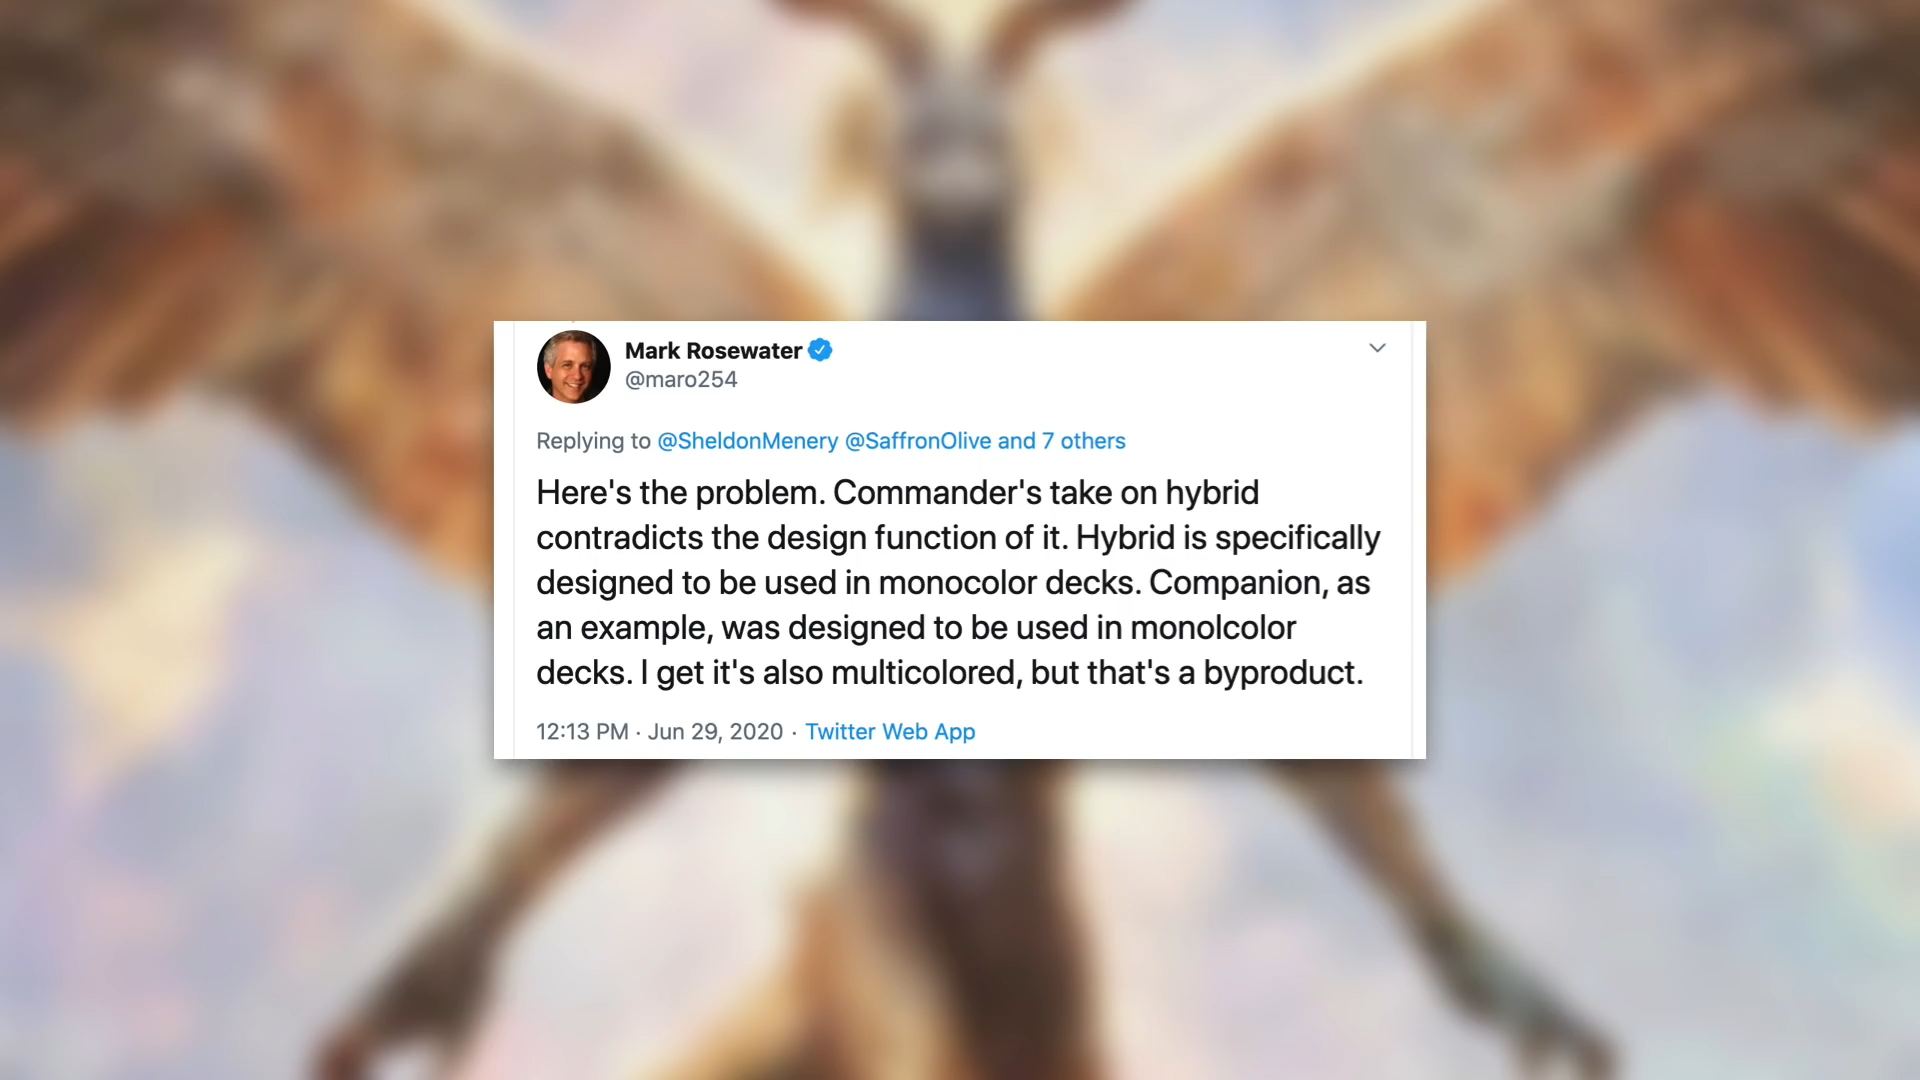 Mark Rosewater
@maro254
Replying to @SheldonMenery @SaffronOlive and 7 others
Here's the problem. Commander's take on hybrid
contradicts the design function of it. Hybrid is specifically
designed to be used in monocolor decks. Companion, as
an example, was designed to be used in monolcolor
decks. I get it's also multicolored, but that's a byproduct.
12:13 PM · Jun 29, 2020 · Twitter Web App